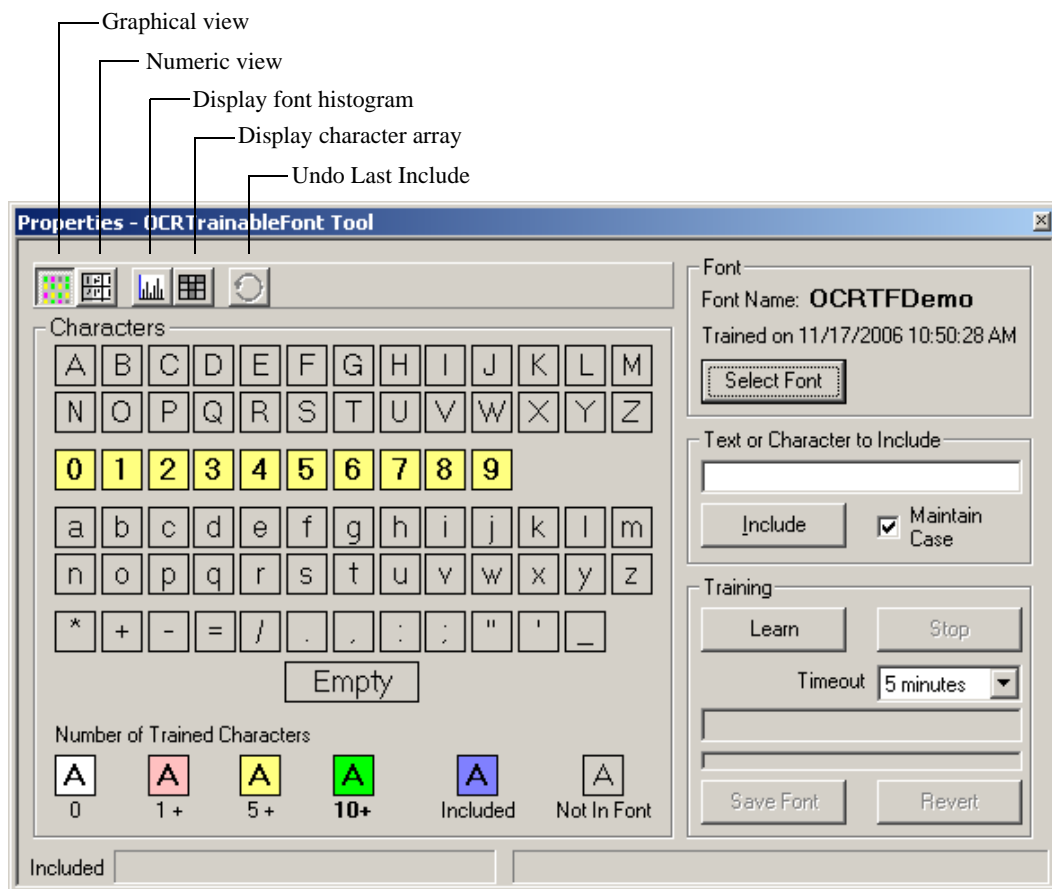 Graphical view
Numeric view
Display font histogram
Display character array
Undo Last Include
Properties - OCRTrainableFont Tool
Characters
A B C D E F G H I J K L M
N O P Q R S T U V W X Y Z
0 1 2 3 4 5 6 7 8 9
a b c d e f g h i j k l m
n o p q r s t u v w x y z
* + - = / . , : ; " ' _
Empty
Number of Trained Characters
A A A A A A
0 1 + 5 + 10+ Included Not In Font
Font
Font Name: OCRTFDemo
Trained on 11/17/2006 10:50:28 AM
Select Font
Text or Character to Include
Include
Maintain
Case
Training
Learn Stop
Timeout 5 minutes
Save Font Revert
Included